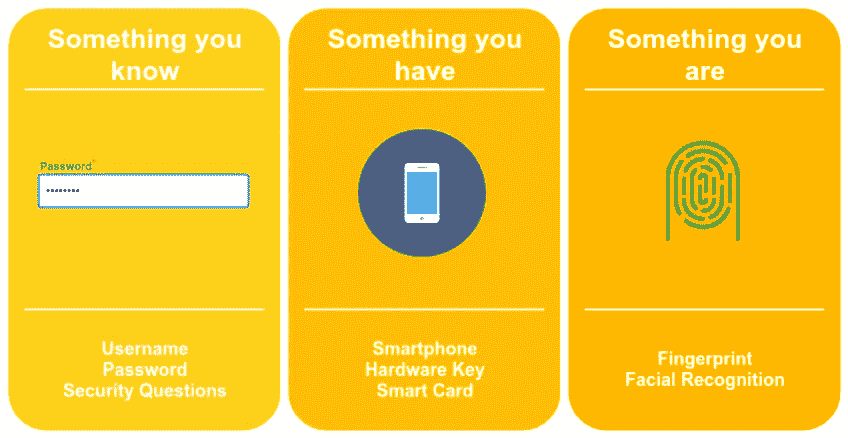 Something you
know
Password*
••••••••
Username
Password
Security Questions
Something you
have
Smartphone
Hardware Key
Smart Card
Something you
are
Fingerprint
Facial Recognition